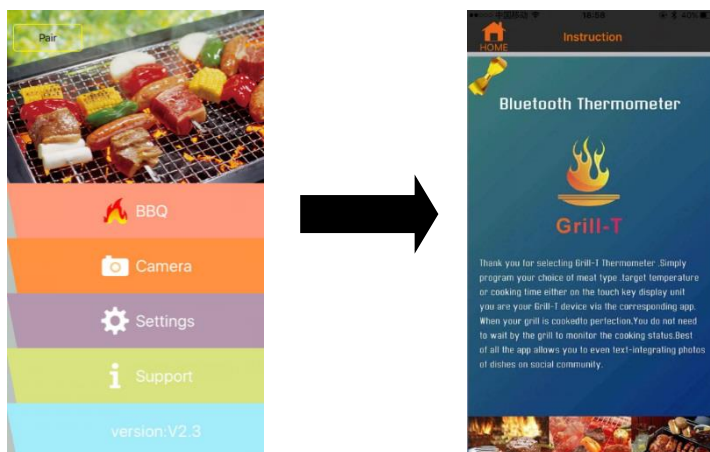 Pair
BBQ
Camera
Settings
Support
version:V2.3
18:58
40%
HOME
Instruction
Bluetooth Thermometer
Grill-T
Thank you for selecting Grill-T Thermometer .Simply
program your choice of meat type .target temperature
or cooking time either on the touch key display unit
you are your Grill-T device via the corresponding app.
When your grill is cookedto perfection.You do not need
to wait by the grill to monitor the cooking status.Best
of all the app allows you to even text-integrating photos
of dishes on social community.